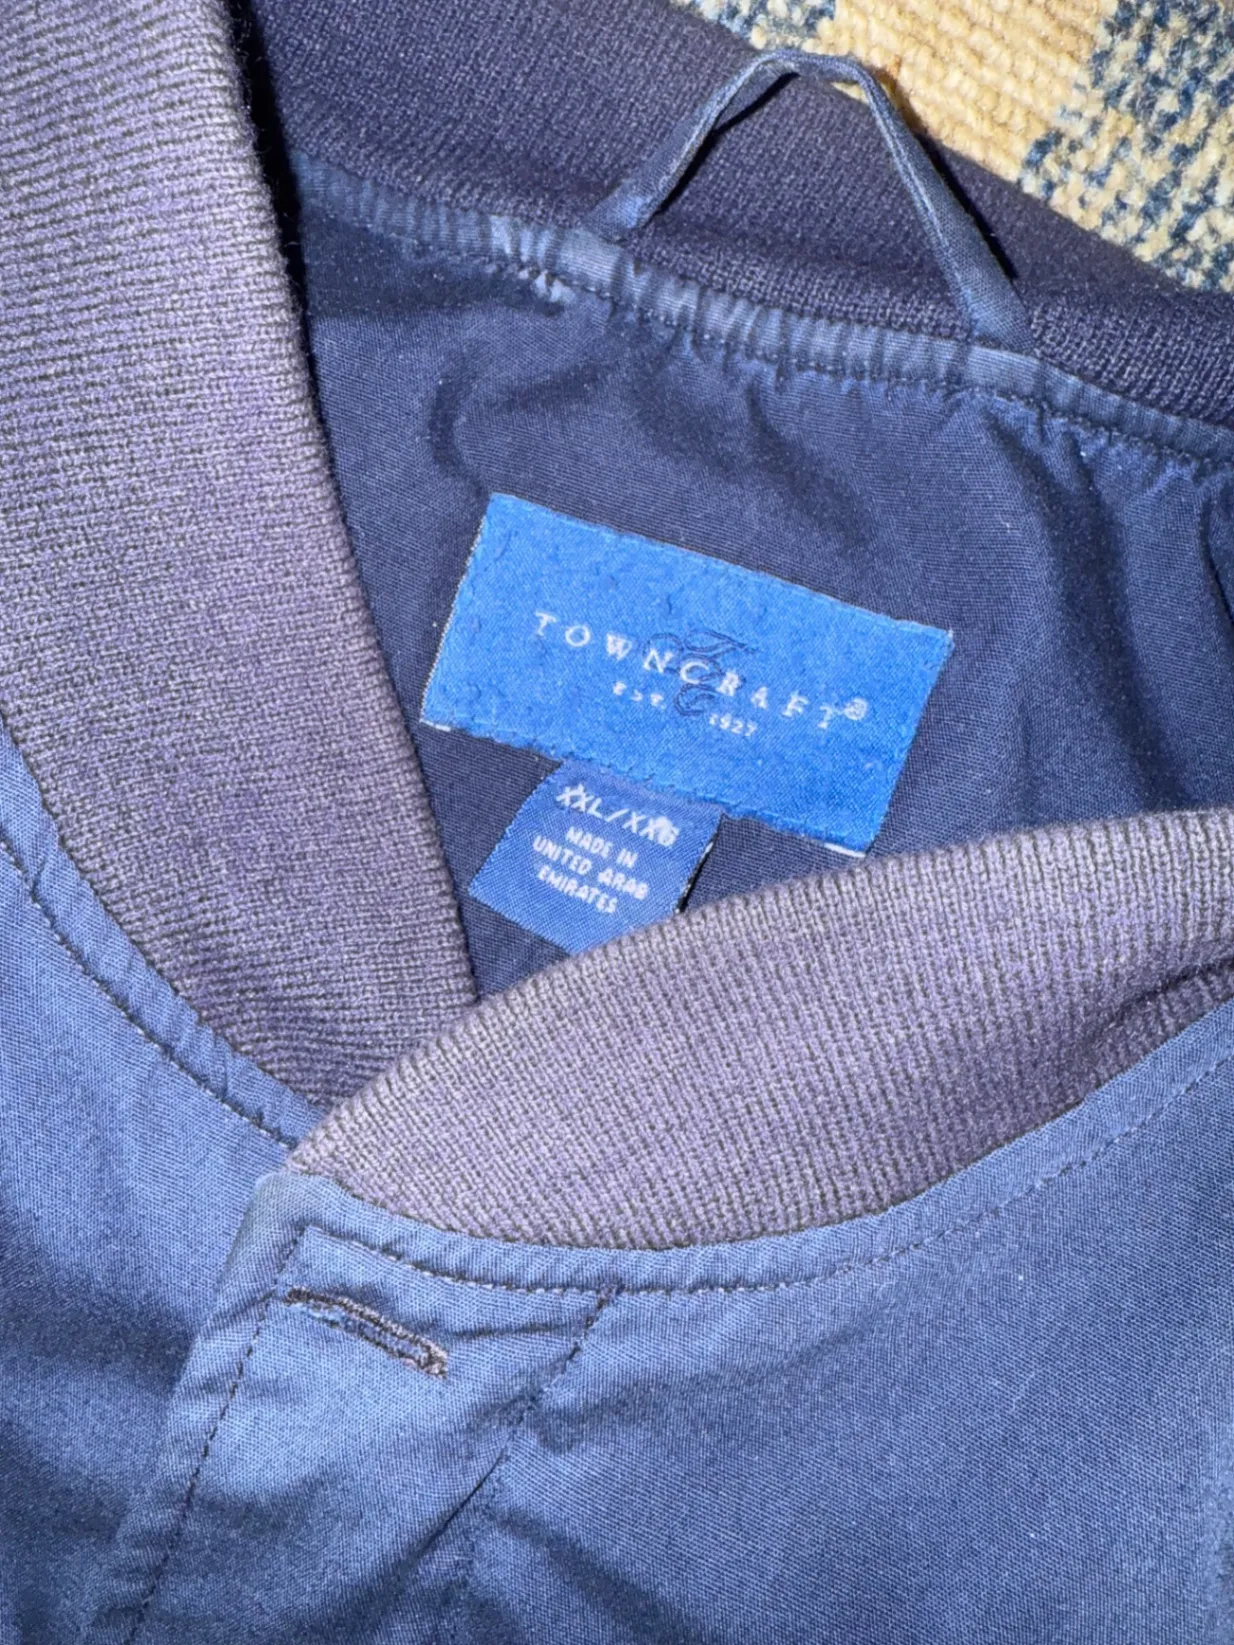 TOWNCRAFT®
EST. 1927
XXL/XXG
MADE IN
UNITED ARAB
EMIRATES